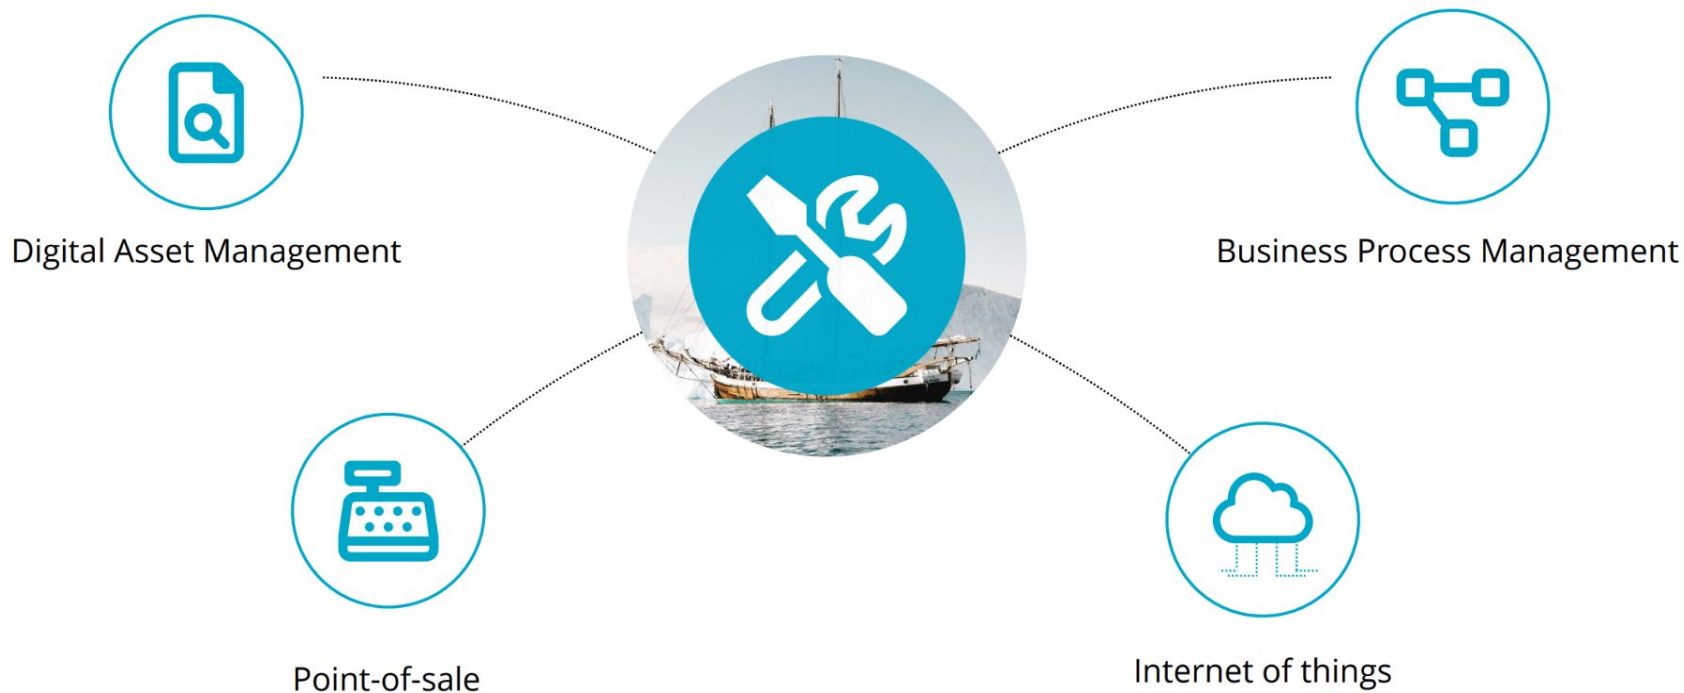 Digital Asset Management
Business Process Management
Point-of-sale
Internet of things